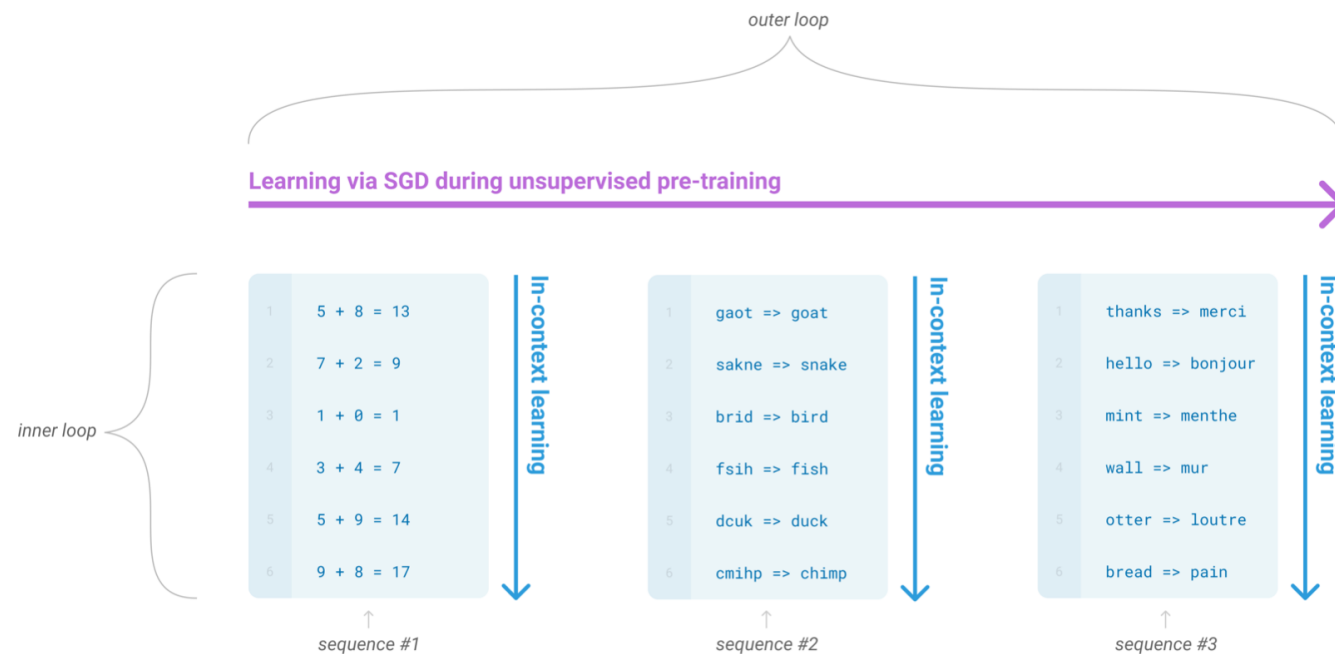 outer loop
Learning via SGD during unsupervised pre-training
inner loop
1 5 + 8 = 13
2 7 + 2 = 9
3 1 + 0 = 1
4 3 + 4 = 7
5 5 + 9 = 14
6 9 + 8 = 17
In-context learning
sequence #1
1 gaot => goat
2 sakne => snake
3 brid => bird
4 fsih => fish
5 dcuk => duck
6 cmihp => chimp
In-context learning
sequence #2
1 thanks => merci
2 hello => bonjour
3 mint => menthe
4 wall => mur
5 otter => loutre
6 bread => pain
In-context learning
sequence #3